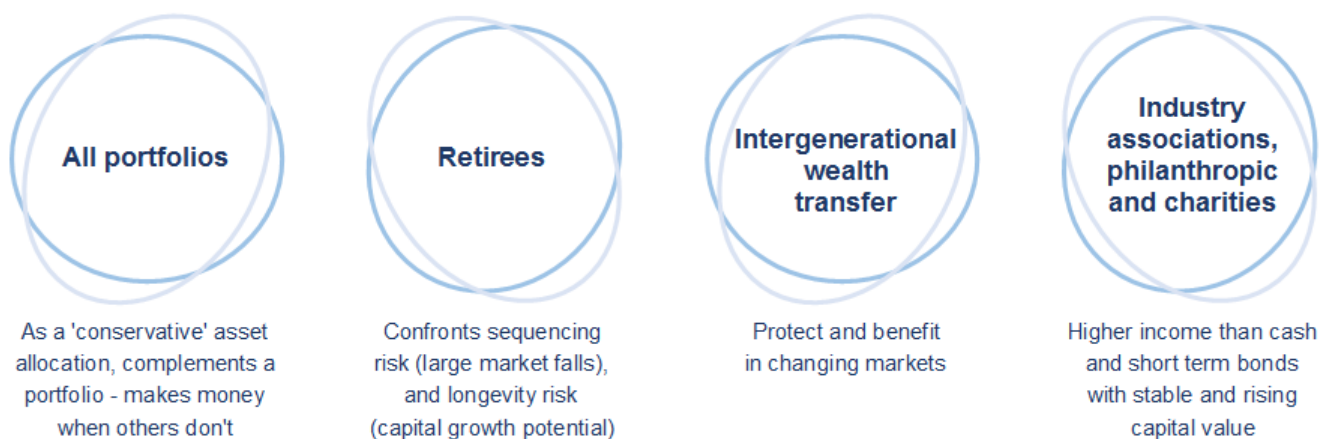 All portfolios
As a 'conservative' asset
allocation, complements a
portfolio - makes money
when others don't
Retirees
Confronts sequencing
risk (large market falls),
and longevity risk
(capital growth potential)
Intergenerational
wealth
transfer
Protect and benefit
in changing markets
Industry
associations,
philanthropic
and charities
Higher income than cash
and short term bonds
with stable and rising
capital value